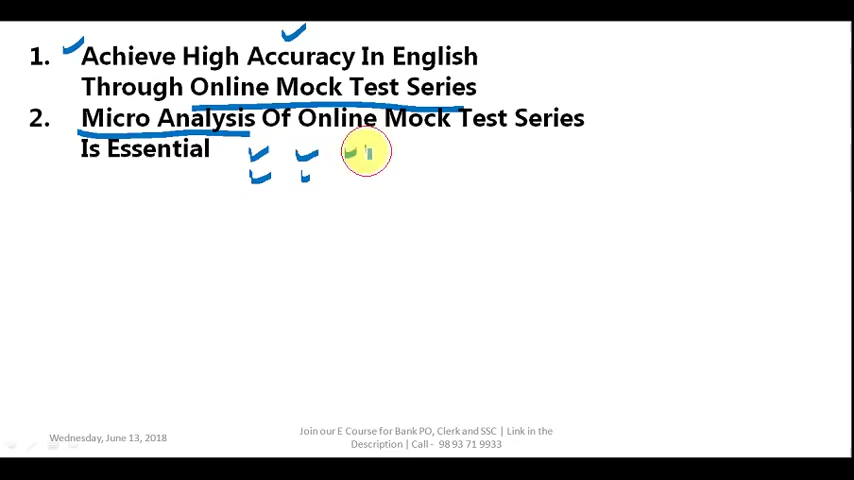 1. Achieve High Accuracy In English
Through Online Mock Test Series
2. Micro Analysis Of Online Mock Test Series
Is Essential
Wednesday, June 13, 2018
Join our E Course for Bank PO, Clerk and SSC | Link in the
Description | Call - 98 93 71 9933